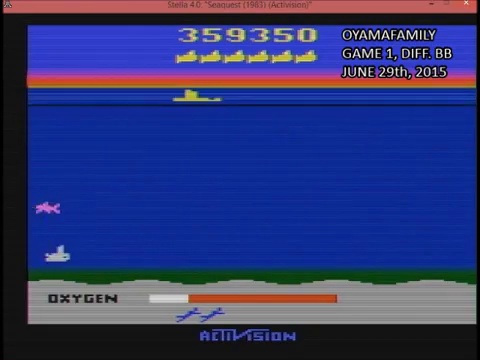 Stella 4.0: "Seaquest (1983) (Activision)"
359350
OYAMAFAMILY
GAME 1, DIFF. BB
JUNE 29th, 2015
OXYGEN
ACTIVISION